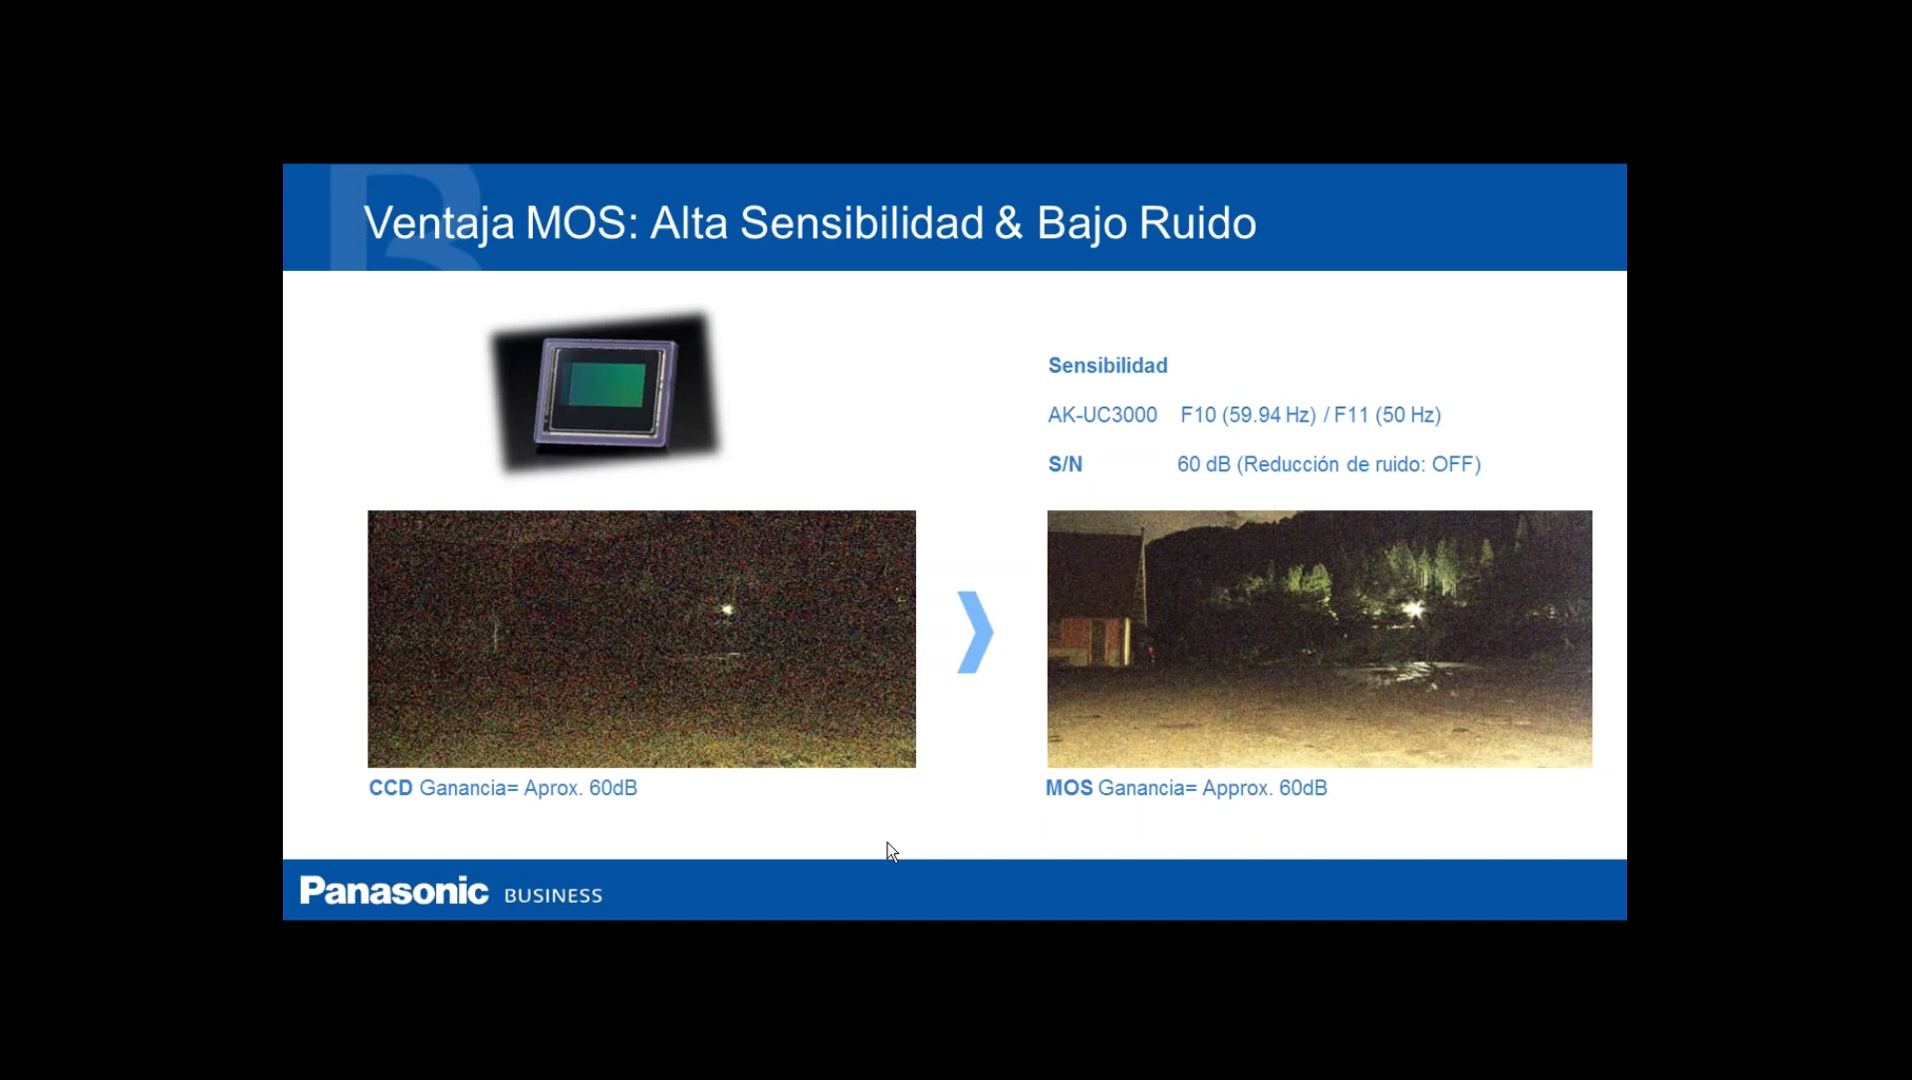 Ventaja MOS: Alta Sensibilidad & Bajo Ruido
Sensibilidad
AK-UC3000 F10 (59.94 Hz) / F11 (50 Hz)
S/N 60 dB (Reducción de ruido: OFF)
CCD Ganancia= Aprox. 60dB
MOS Ganancia= Approx. 60dB
Panasonic BUSINESS